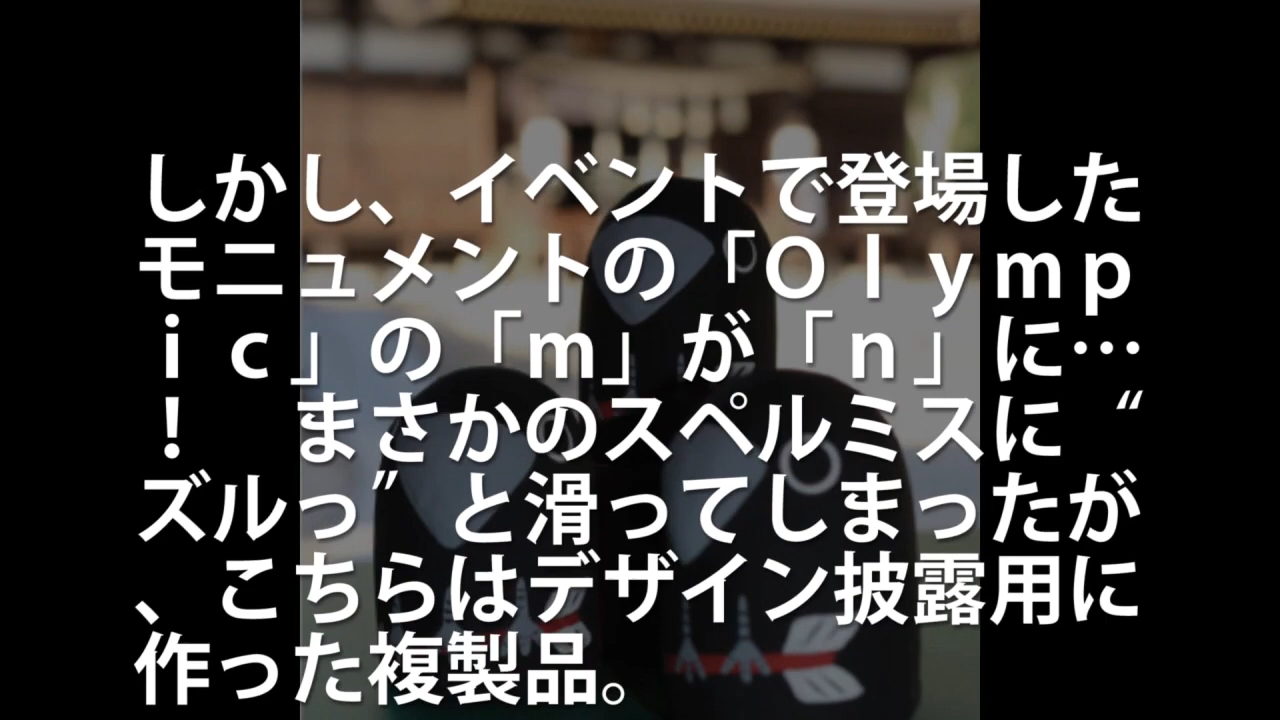 しかし、イベントで登場した
モニュメントの「Ｏｌｙｍｐ
ｉｃ」の「ｍ」が「ｎ」に…
！　まさかのスペルミスに“
ズルっ”と滑ってしまったが
、こちらはデザイン披露用に
作った複製品。